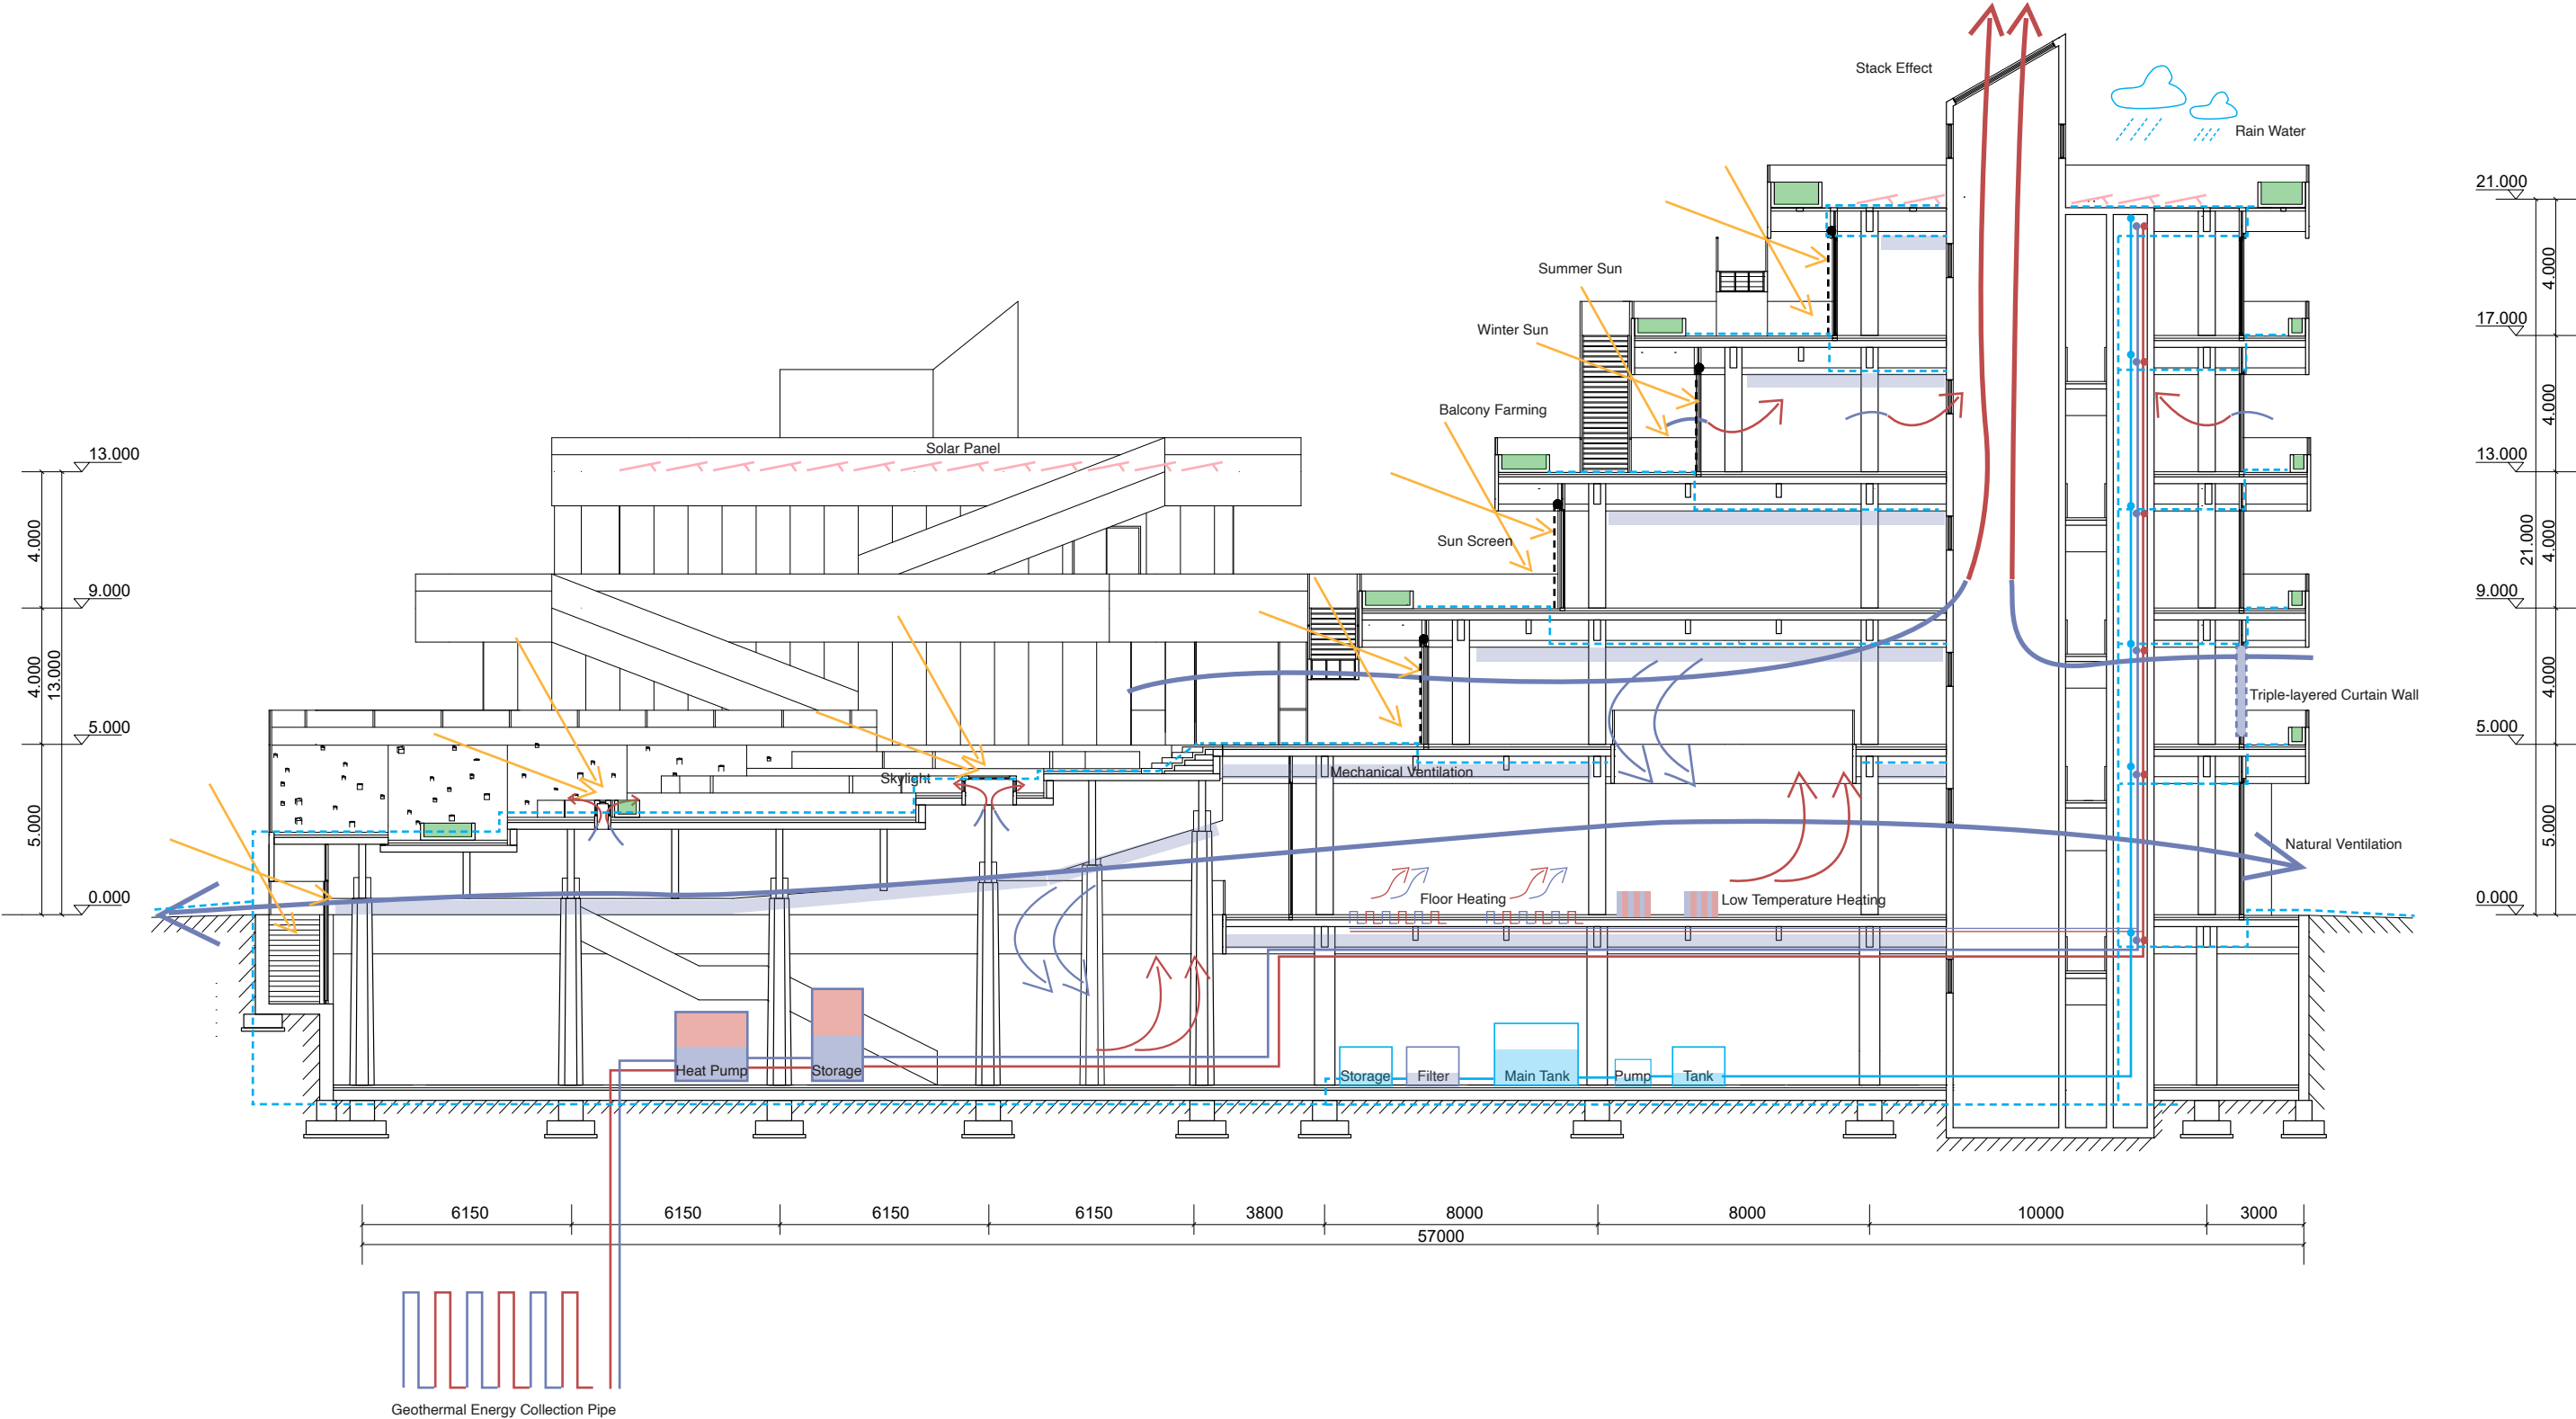 Stack Effect
Rain Water
21.000
Summer Sun
4.000
17.000
Winter Sun
Balcony Farming
4.000
Solar Panel
13.000
13.000
Sun Screen
4.000
21.000
4.000
9.000
9.000
4.000
13.000
4.000
Triple-layered Curtain Wall
5.000
5.000
Skylight
Mechanical Ventilation
5.000
5.000
Natural Ventilation
0.000
Floor Heating
Low Temperature Heating
0.000
Heat Pump
Storage
Storage
Filter
Main Tank
Pump
Tank
6150
6150
6150
6150
3800
8000
8000
10000
3000
57000
Geothermal Energy Collection Pipe